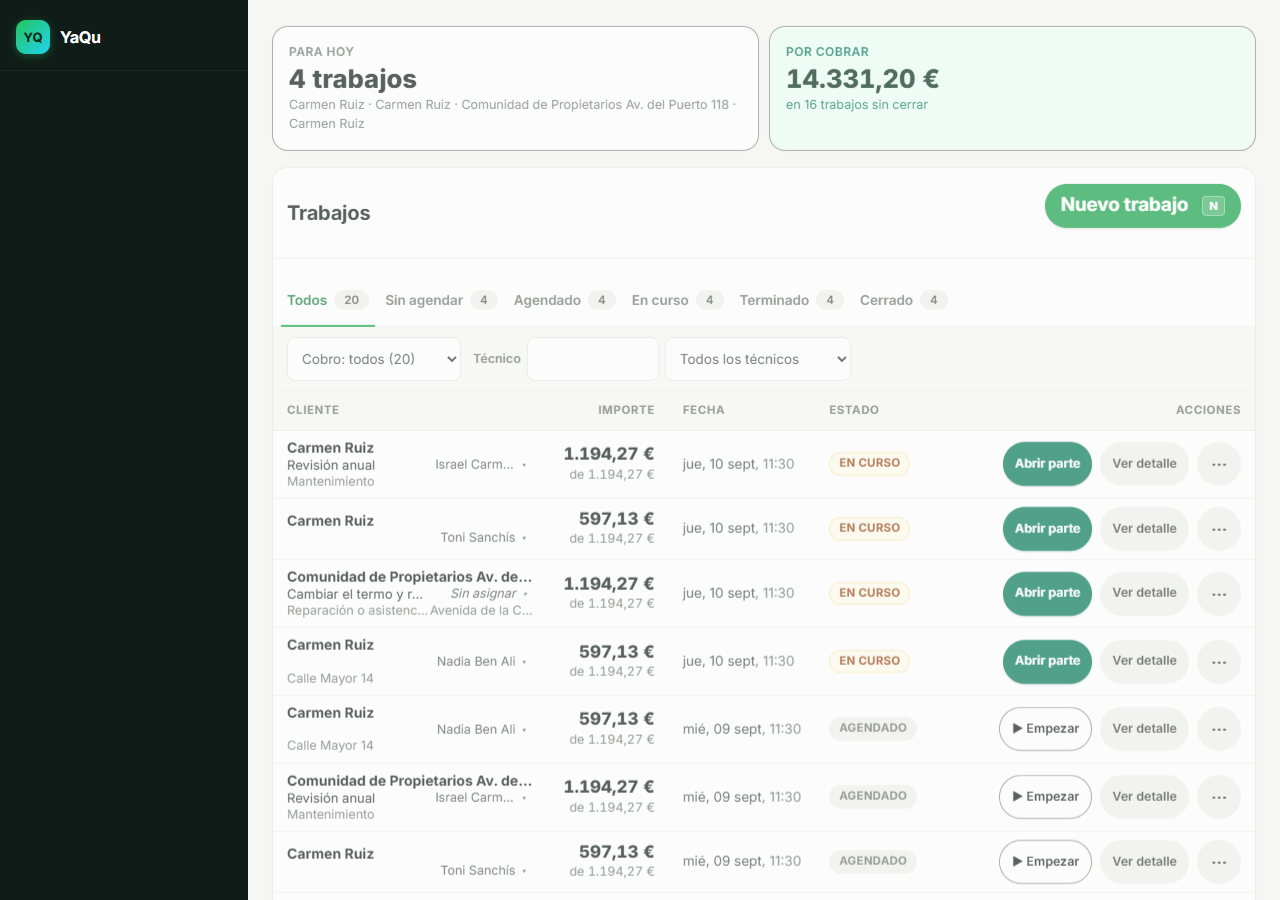 YQ YaQu
PARA HOY
4 trabajos
Carmen Ruiz · Carmen Ruiz · Comunidad de Propietarios Av. del Puerto 118 ·
Carmen Ruiz
POR COBRAR
14.331,20 €
en 16 trabajos sin cerrar
Trabajos
Nuevo trabajo N
Todos 20 Sin agendar 4 Agendado 4 En curso 4 Terminado 4 Cerrado 4
Cobro: todos (20) Técnico Todos los técnicos
CLIENTE IMPORTE FECHA ESTADO ACCIONES
Carmen Ruiz
Revisión anual Israel Carm... •
Mantenimiento
1.194,27 €
de 1.194,27 €
jue, 10 sept, 11:30 EN CURSO Abrir parte Ver detalle ...
Carmen Ruiz
Toni Sanchís •
597,13 €
de 1.194,27 €
jue, 10 sept, 11:30 EN CURSO Abrir parte Ver detalle ...
Comunidad de Propietarios Av. de...
Cambiar el termo y r... Sin asignar •
Reparación o asistenc... Avenida de la C...
1.194,27 €
de 1.194,27 €
jue, 10 sept, 11:30 EN CURSO Abrir parte Ver detalle ...
Carmen Ruiz
Nadia Ben Ali •
Calle Mayor 14
597,13 €
de 1.194,27 €
jue, 10 sept, 11:30 EN CURSO Abrir parte Ver detalle ...
Carmen Ruiz
Nadia Ben Ali •
Calle Mayor 14
597,13 €
de 1.194,27 €
mié, 09 sept, 11:30 AGENDADO ▶ Empezar Ver detalle ...
Comunidad de Propietarios Av. de...
Revisión anual Israel Carm... •
Mantenimiento
1.194,27 €
de 1.194,27 €
mié, 09 sept, 11:30 AGENDADO ▶ Empezar Ver detalle ...
Carmen Ruiz
Toni Sanchís •
597,13 €
de 1.194,27 €
mié, 09 sept, 11:30 AGENDADO ▶ Empezar Ver detalle ...